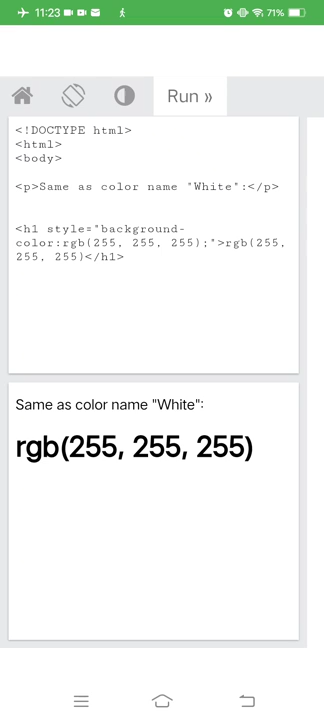 11:23
71%
Run »
<!DOCTYPE html>
<html>
<body>
<p>Same as color name "White":</p>
<h1 style="background-
color:rgb(255, 255, 255);">rgb(255,
255, 255)</h1>
Same as color name "White":
rgb(255, 255, 255)